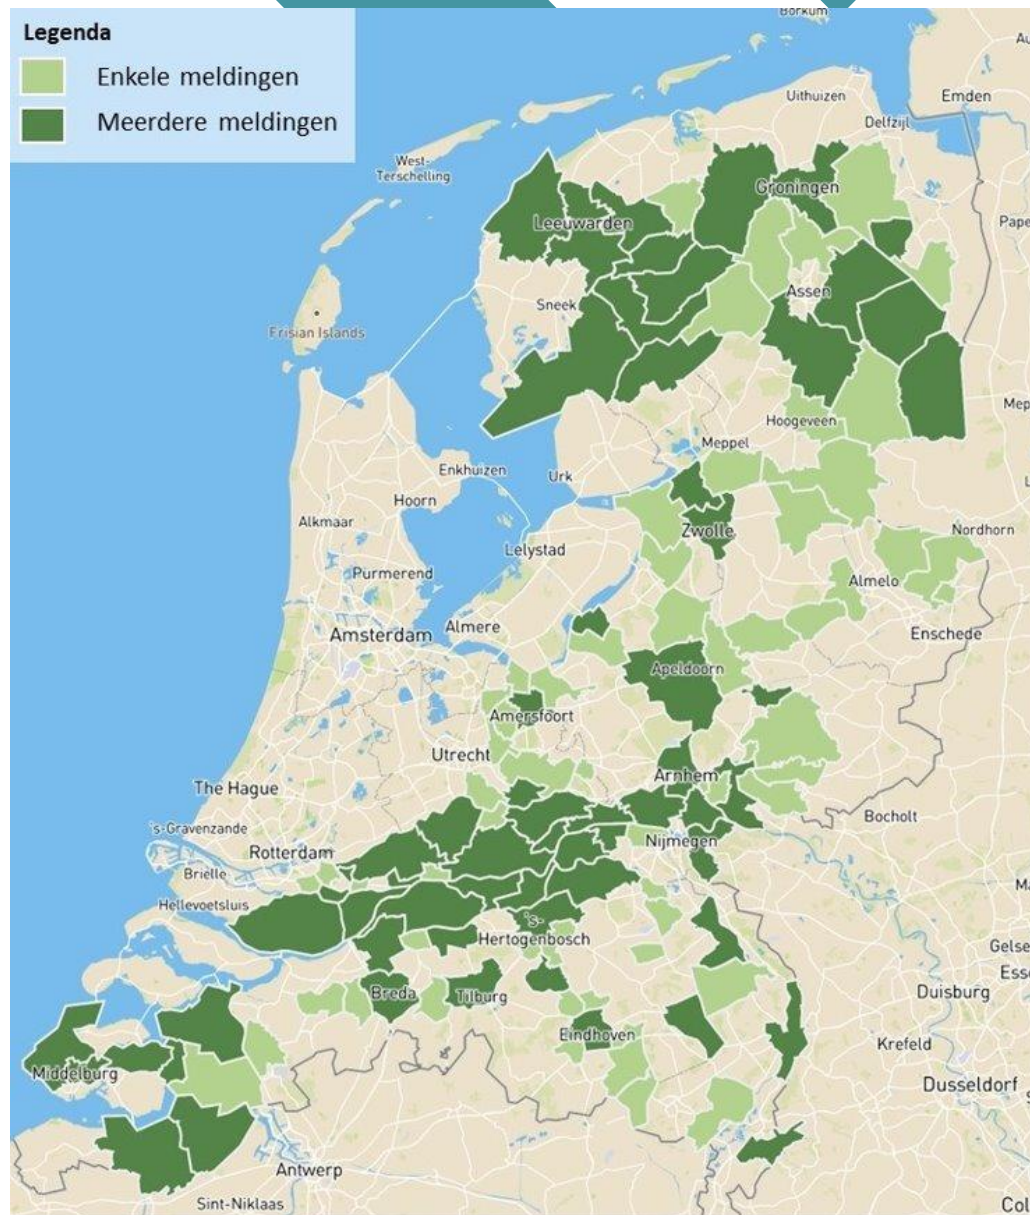 Legenda
Enkele meldingen
Meerdere meldingen
Borkum
Uithuizen
Emden
Delfzijl
West-
Terschelling
Groningen
Leeuwarden
Assen
Sneek
Frisian Islands
Hoogeveen
Meppel
Enkhuizen
Urk
Hoorn
Alkmaar
Zwolle
Nordhorn
Lelystad
Purmerend
Almelo
Almere
Amsterdam
Enschede
Apeldoorn
Amersfoort
Utrecht
Arnhem
The Hague
Bocholt
's-Gravenzande
Rotterdam
Nijmegen
Brielle
Hellevoetsluis
's-
Hertogenbosch
Duisburg
Breda
Tilburg
Eindhoven
Krefeld
Middelburg
Dusseldorf
Antwerp
Sint-Niklaas